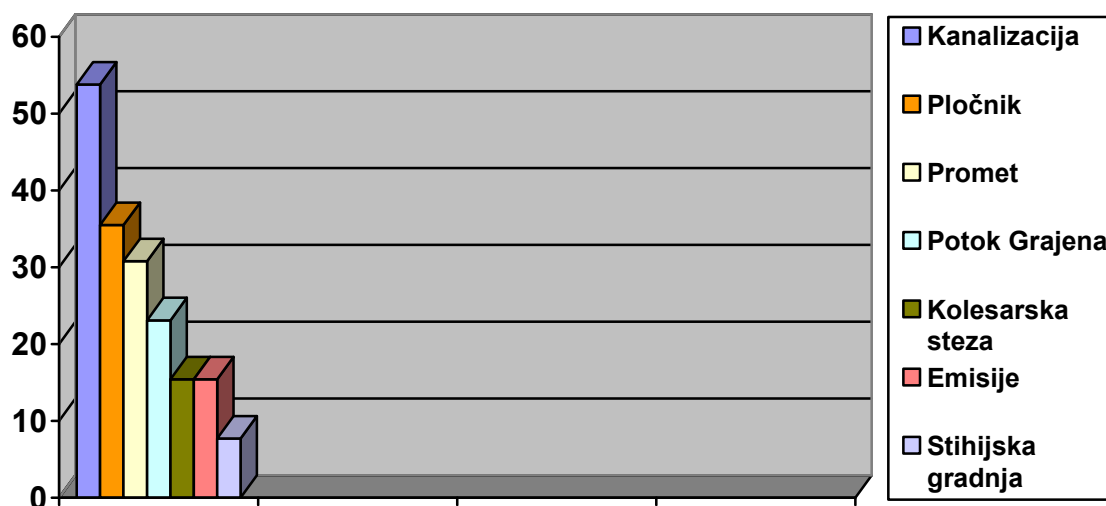 60
50
40
30
20
10
0
Kanalizacija
Pločnik
Promet
Potok Grajena
Kolesarska
steza
Emisije
Stihijska
gradnja